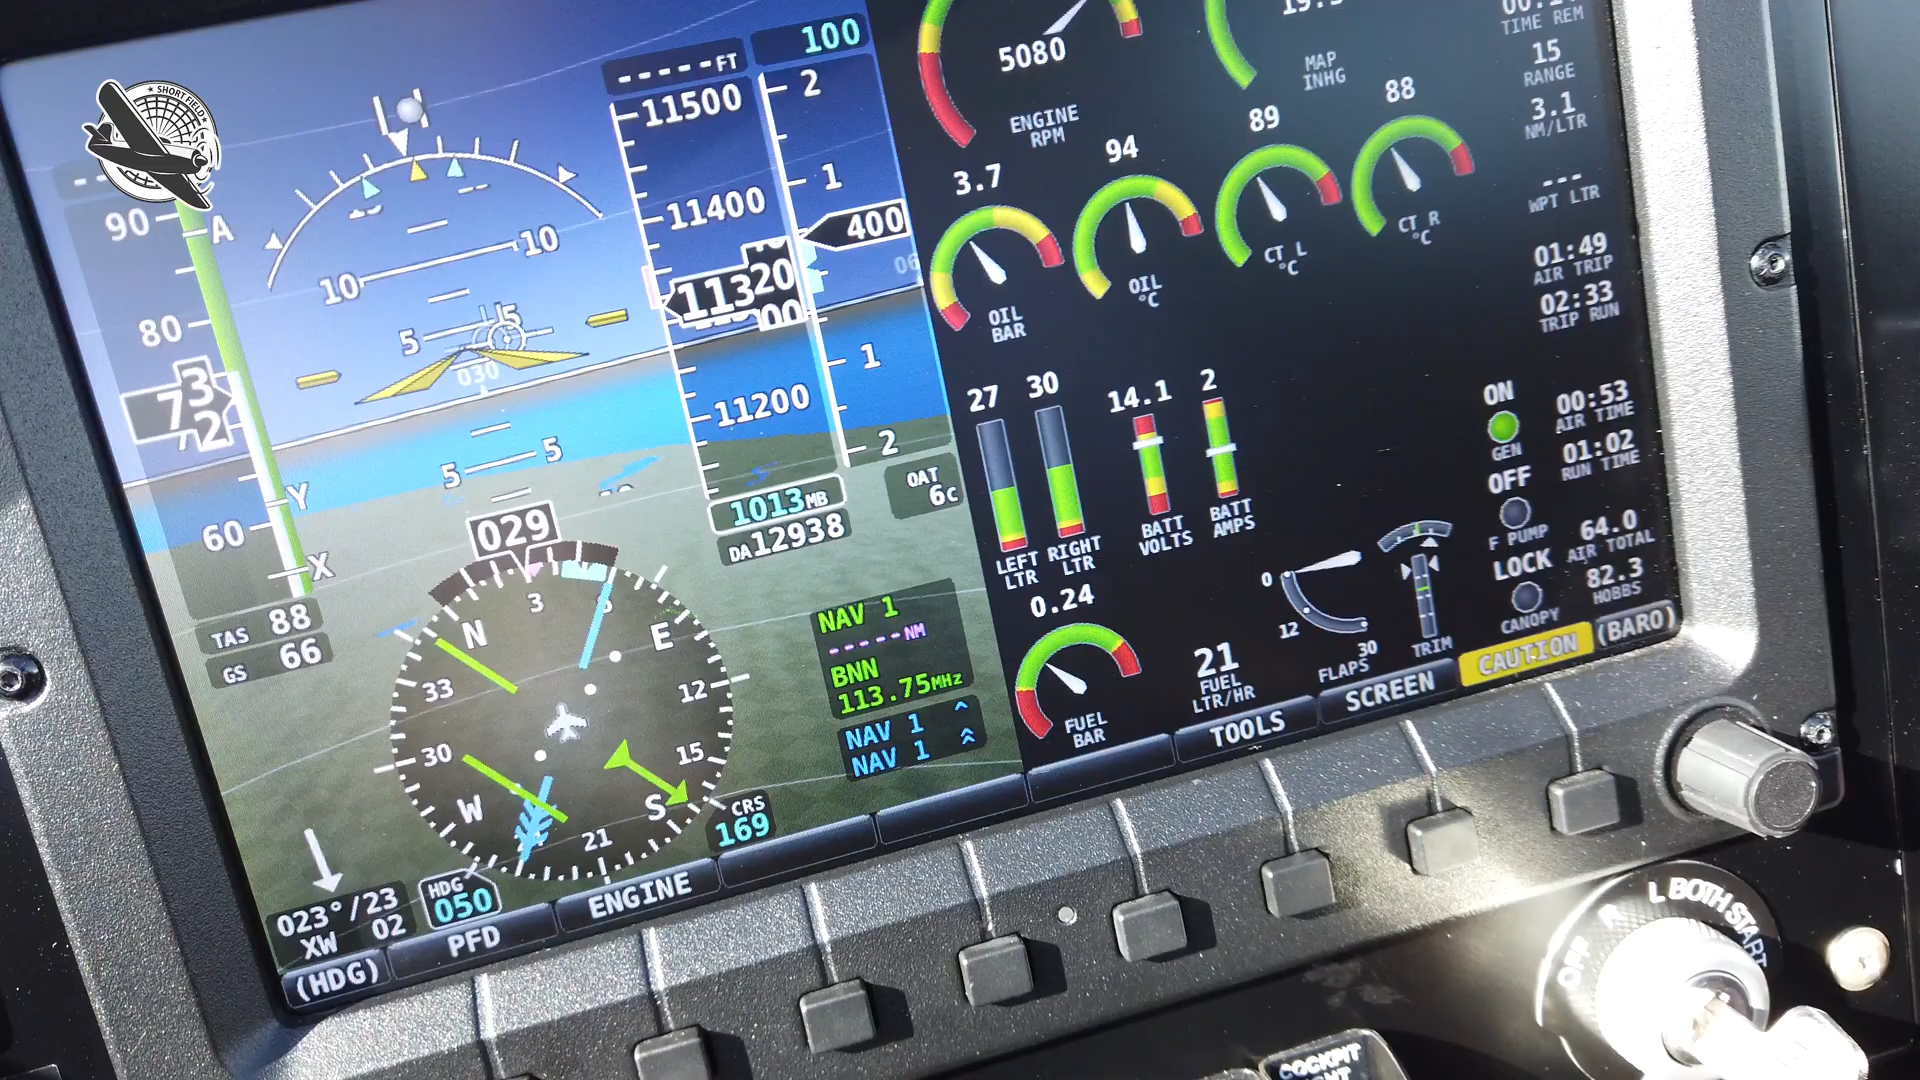 SHORT FIELD
100
-----FT
11500
11400
11320
11200
2
1
400
1
2
90
80
60
A
Y
X
10
10
5
5
5
5
030
029
1013MB
DA12938
OAT
6C
TAS 88
GS 66
N
3
6
E
12
15
S
21
W
30
33
CRS
169
HDG
050
023°/23
XW 02
NAV 1
----NM
BNN
113.75MHz
NAV 1
NAV 1
(HDG)
PFD
ENGINE
TOOLS
SCREEN
CAUTION
(BARO)
5080
ENGINE
RPM
MAP
INHG
TIME REM
15
RANGE
3.1
NM/LTR
---
WPT LTR
01:49
AIR TRIP
02:33
TRIP RUN
3.7
OIL
BAR
94
OIL
°C
89
CT L
°C
88
CT R
°C
27
LEFT
LTR
30
RIGHT
LTR
14.1
BATT
VOLTS
2
BATT
AMPS
ON
GEN
OFF
F PUMP
LOCK
CANOPY
00:53
AIR TIME
01:02
RUN TIME
64.0
AIR TOTAL
82.3
HOBBS
0.24
FUEL
BAR
21
FUEL
LTR/HR
0
12
30
FLAPS
TRIM
OFF R L BOTH START
COCKPIT